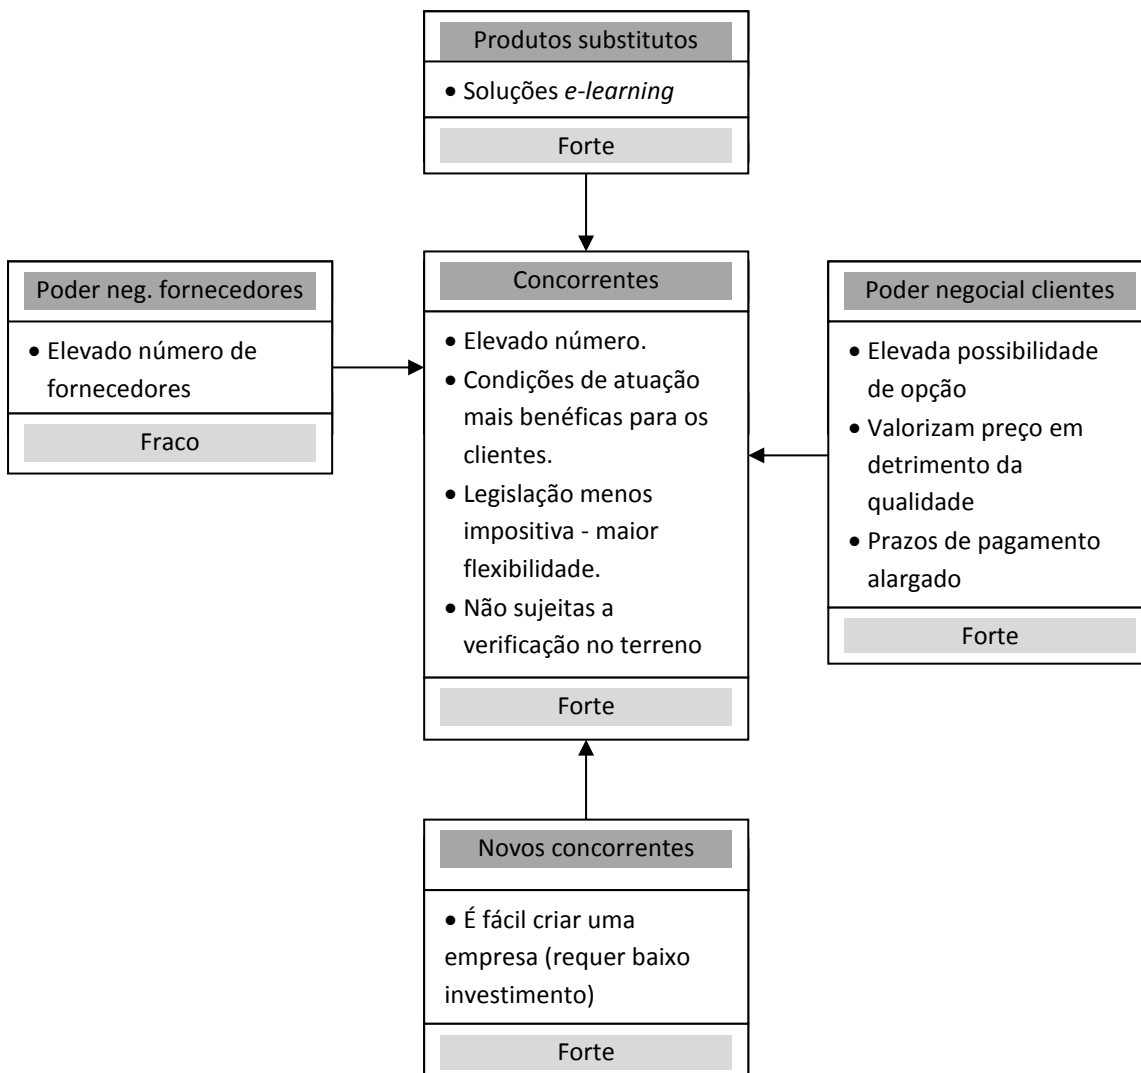 Produtos substitutos
• Soluções e-learning
Forte
Poder neg. fornecedores
• Elevado número de
fornecedores
Fraco
Concorrentes
• Elevado número.
• Condições de atuação
mais benéficas para os
clientes.
• Legislação menos
impositiva - maior
flexibilidade.
• Não sujeitas a
verificação no terreno
Forte
Poder negocial clientes
• Elevada possibilidade
de opção
• Valorizam preço em
detrimento da
qualidade
• Prazos de pagamento
alargado
Forte
Novos concorrentes
• É fácil criar uma
empresa (requer baixo
investimento)
Forte